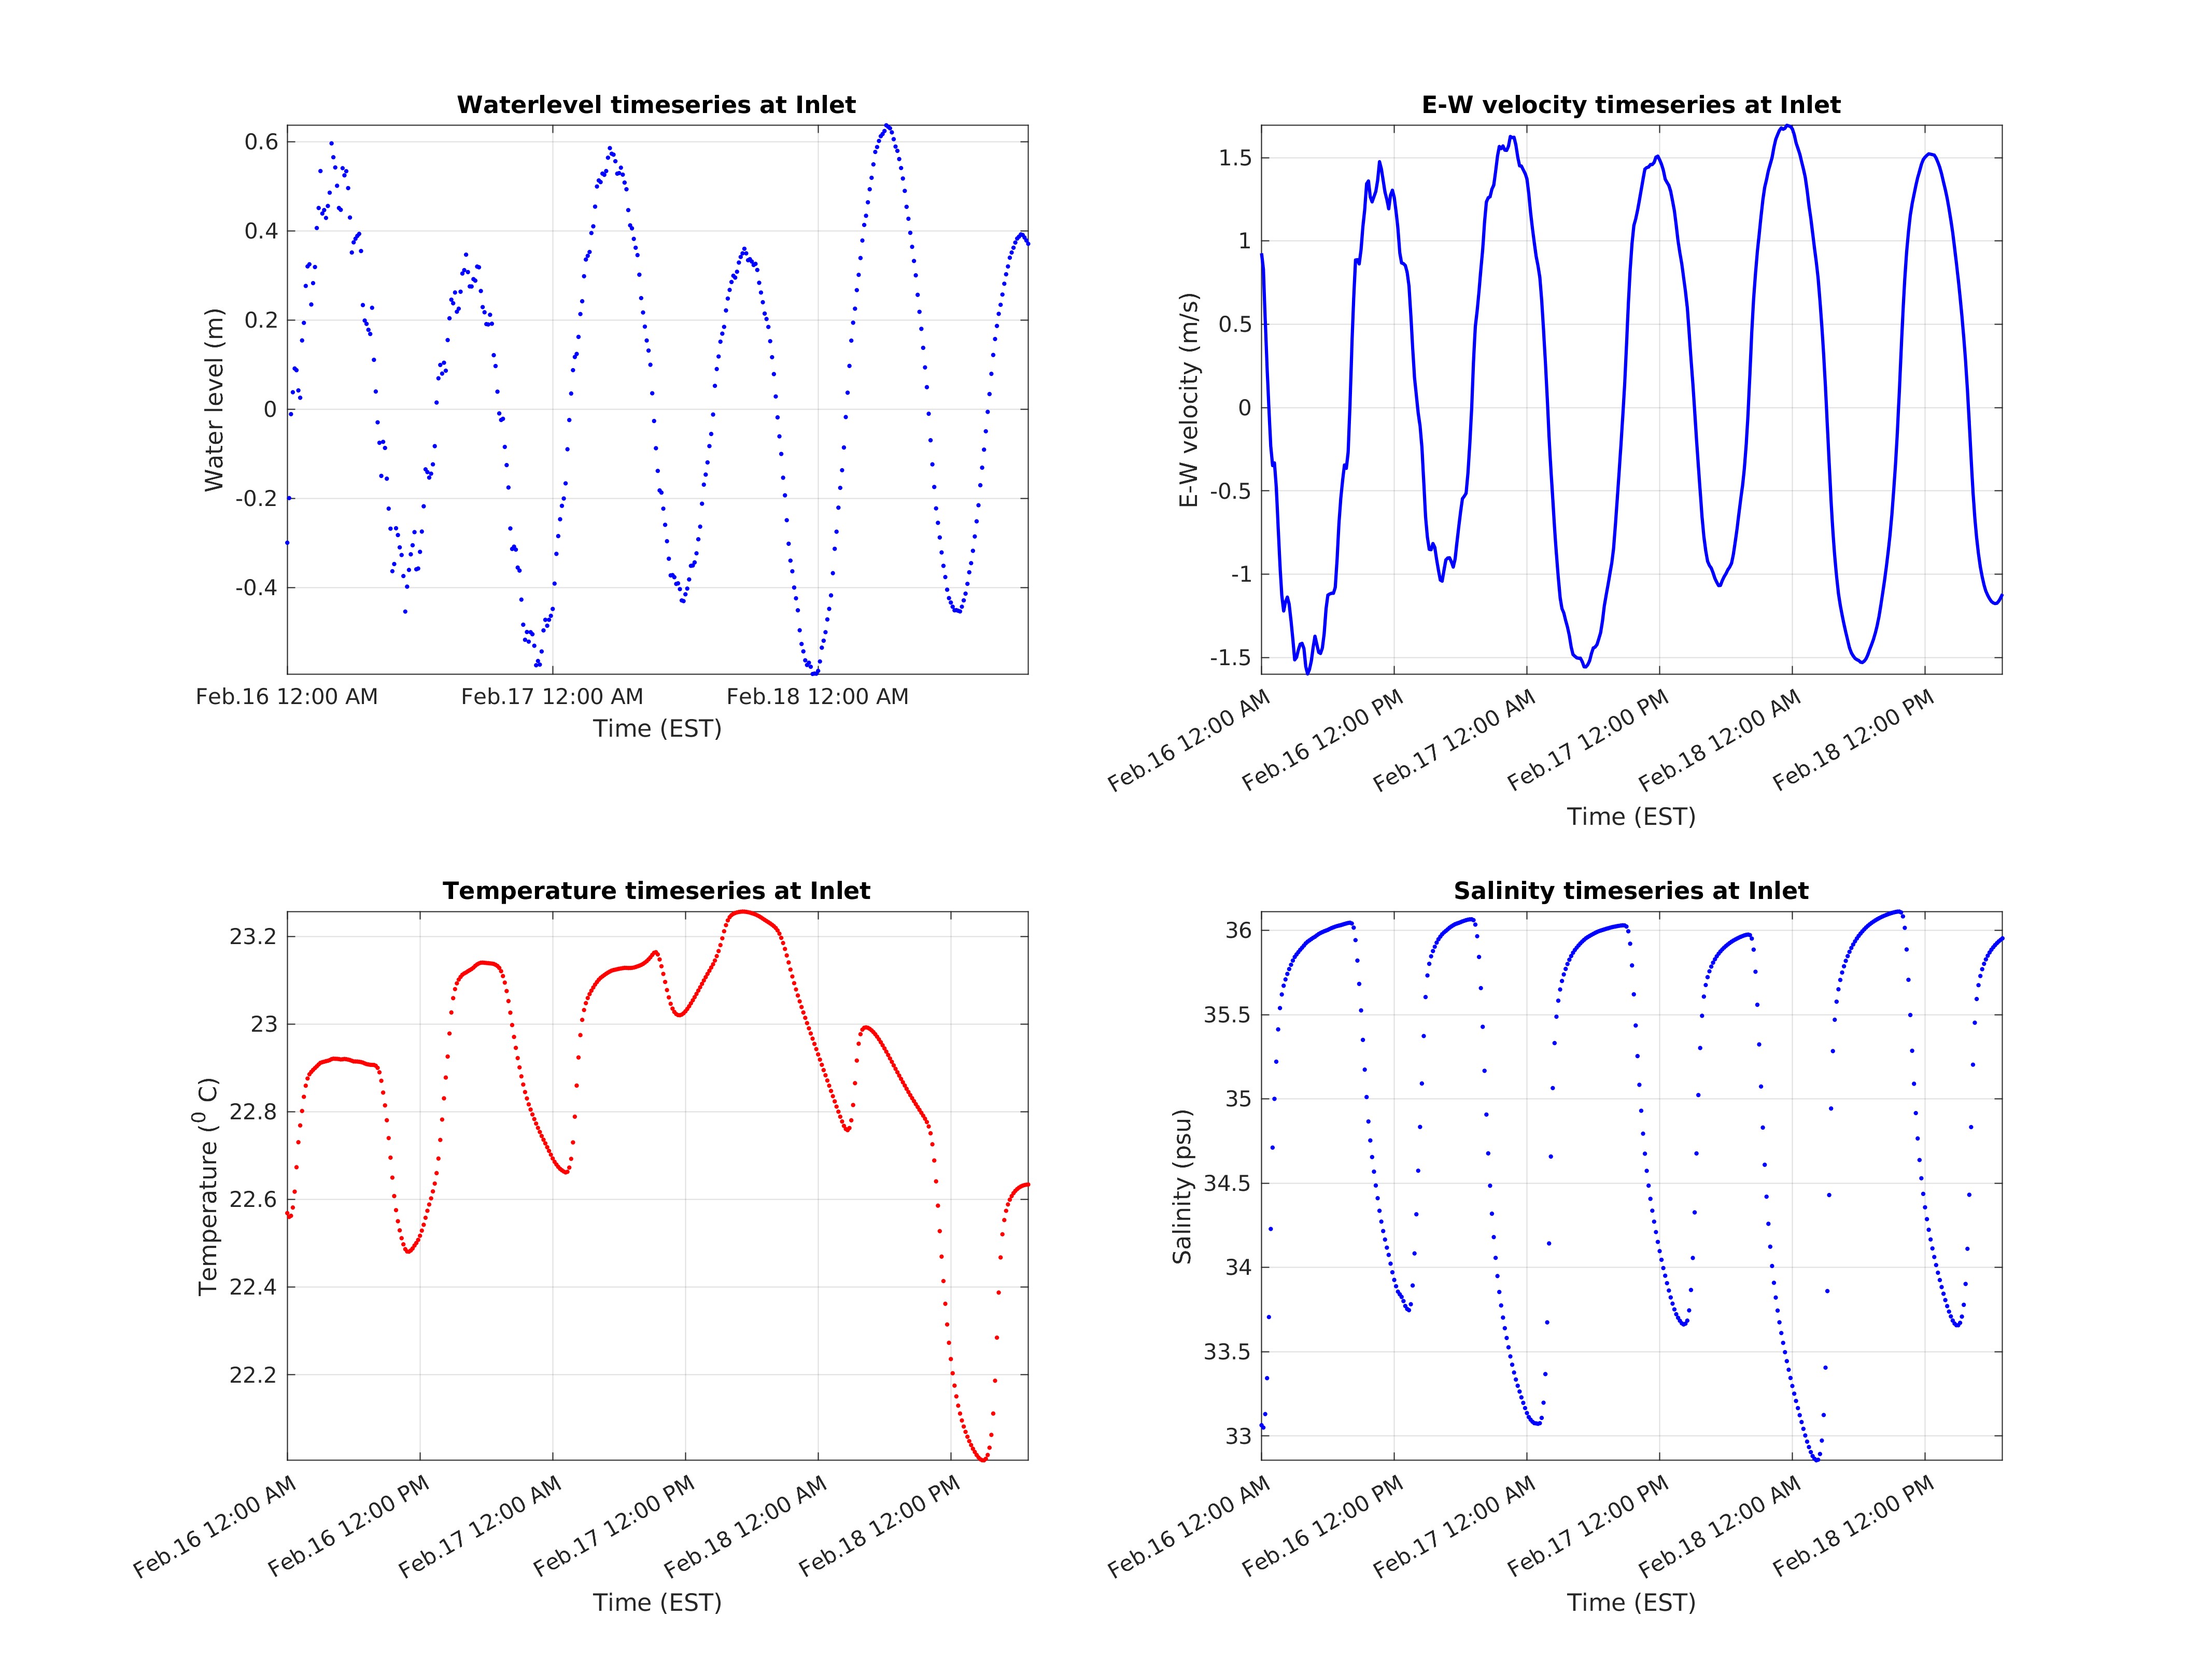 Waterlevel timeseries at Inlet
0.6
0.4
0.2
0
-0.2
-0.4
Water level (m)
Feb.16 12:00 AM
Feb.17 12:00 AM
Feb.18 12:00 AM
Time (EST)
E-W velocity timeseries at Inlet
1.5
1
0.5
0
-0.5
-1
-1.5
E-W velocity (m/s)
Feb.16 12:00 AM
Feb.16 12:00 PM
Feb.17 12:00 AM
Feb.17 12:00 PM
Feb.18 12:00 AM
Feb.18 12:00 PM
Time (EST)
Temperature timeseries at Inlet
23.2
23
22.8
22.6
22.4
22.2
Temperature (⁰ C)
Feb.16 12:00 AM
Feb.16 12:00 PM
Feb.17 12:00 AM
Feb.17 12:00 PM
Feb.18 12:00 AM
Feb.18 12:00 PM
Time (EST)
Salinity timeseries at Inlet
36
35.5
35
34.5
34
33.5
33
Salinity (psu)
Feb.16 12:00 AM
Feb.16 12:00 PM
Feb.17 12:00 AM
Feb.17 12:00 PM
Feb.18 12:00 AM
Feb.18 12:00 PM
Time (EST)